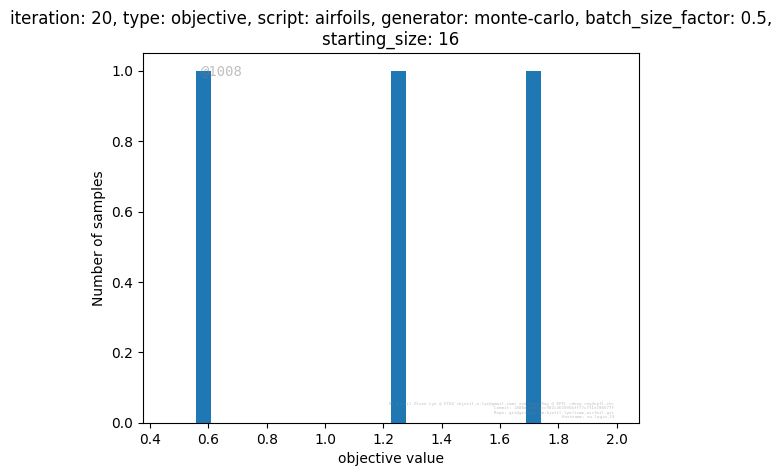 iteration: 20, type: objective, script: airfoils, generator: monte-carlo, batch_size_factor: 0.5,
starting_size: 16
@1008
1.0
0.8
0.6
0.4
0.2
0.0
Number of samples
0.4 0.6 0.8 1.0 1.2 1.4 1.6 1.8 2.0
objective value